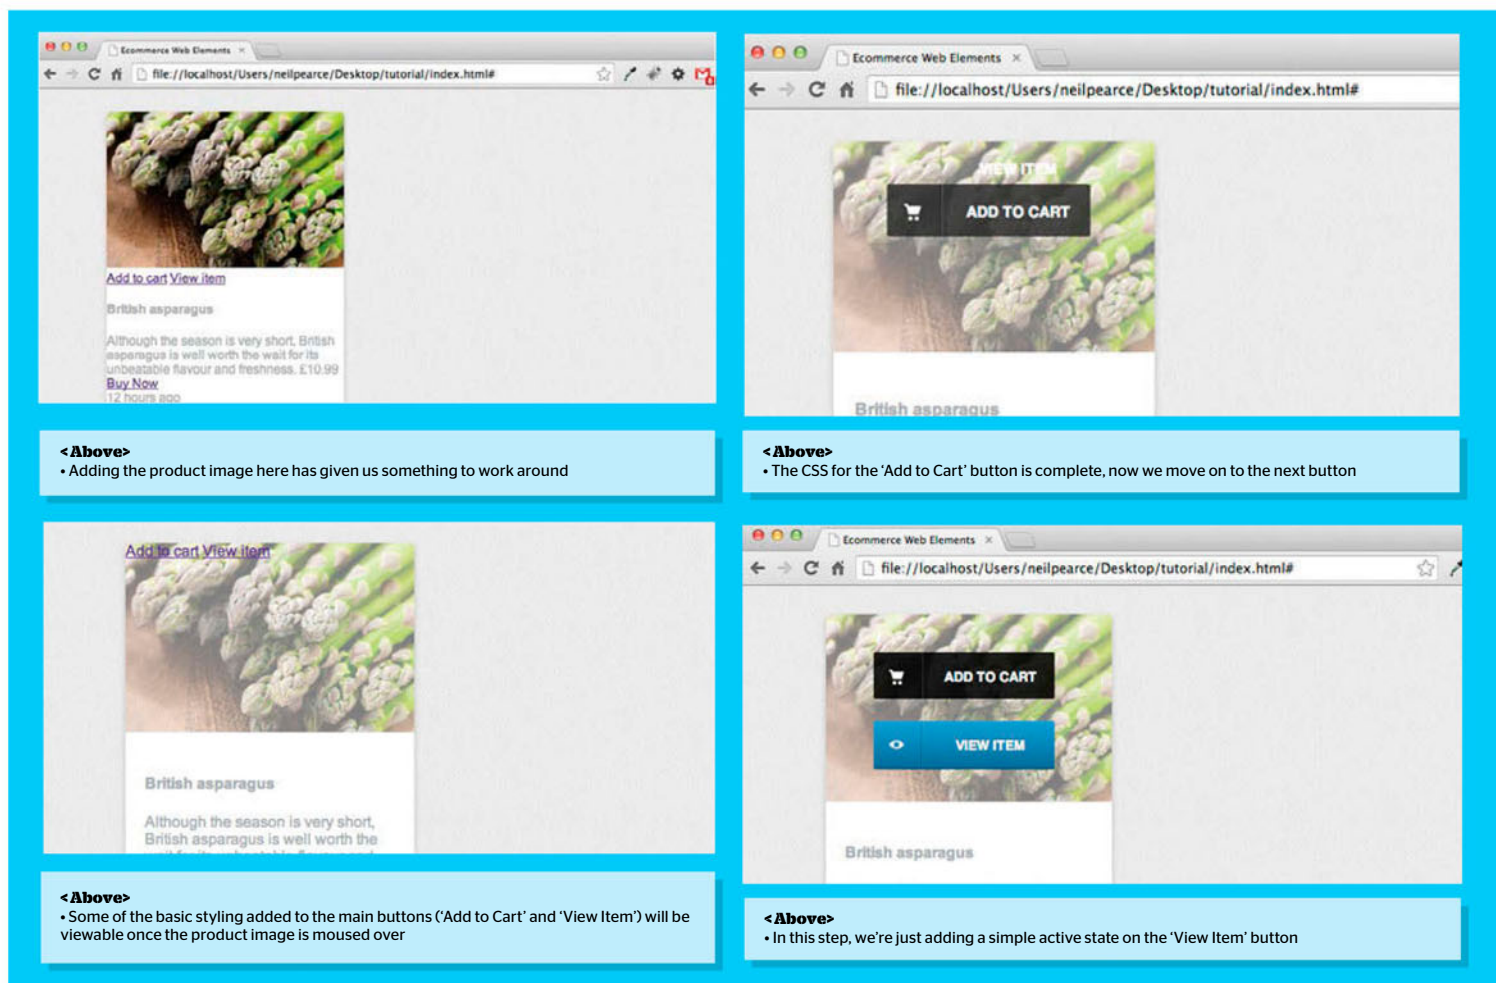 Ecommerce Web Elements
file://localhost/Users/neilpearce/Desktop/tutorial/index.html#
Add to cart View item
British asparagus
Although the season is very short, British
asparagus is well worth the wait for its
unbeatable flavour and freshness. £10.99
Buy Now
12 hours ago
<Above>
• Adding the product image here has given us something to work around
Ecommerce Web Elements
file://localhost/Users/neilpearce/Desktop/tutorial/index.html#
VIEW ITEM
ADD TO CART
British asparagus
<Above>
• The CSS for the ‘Add to Cart’ button is complete, now we move on to the next button
Add to cart View item
British asparagus
Although the season is very short,
British asparagus is well worth the
<Above>
• Some of the basic styling added to the main buttons (‘Add to Cart’ and ‘View Item’) will be
viewable once the product image is moused over
Ecommerce Web Elements
file://localhost/Users/neilpearce/Desktop/tutorial/index.html#
ADD TO CART
VIEW ITEM
British asparagus
<Above>
• In this step, we’re just adding a simple active state on the ‘View Item’ button